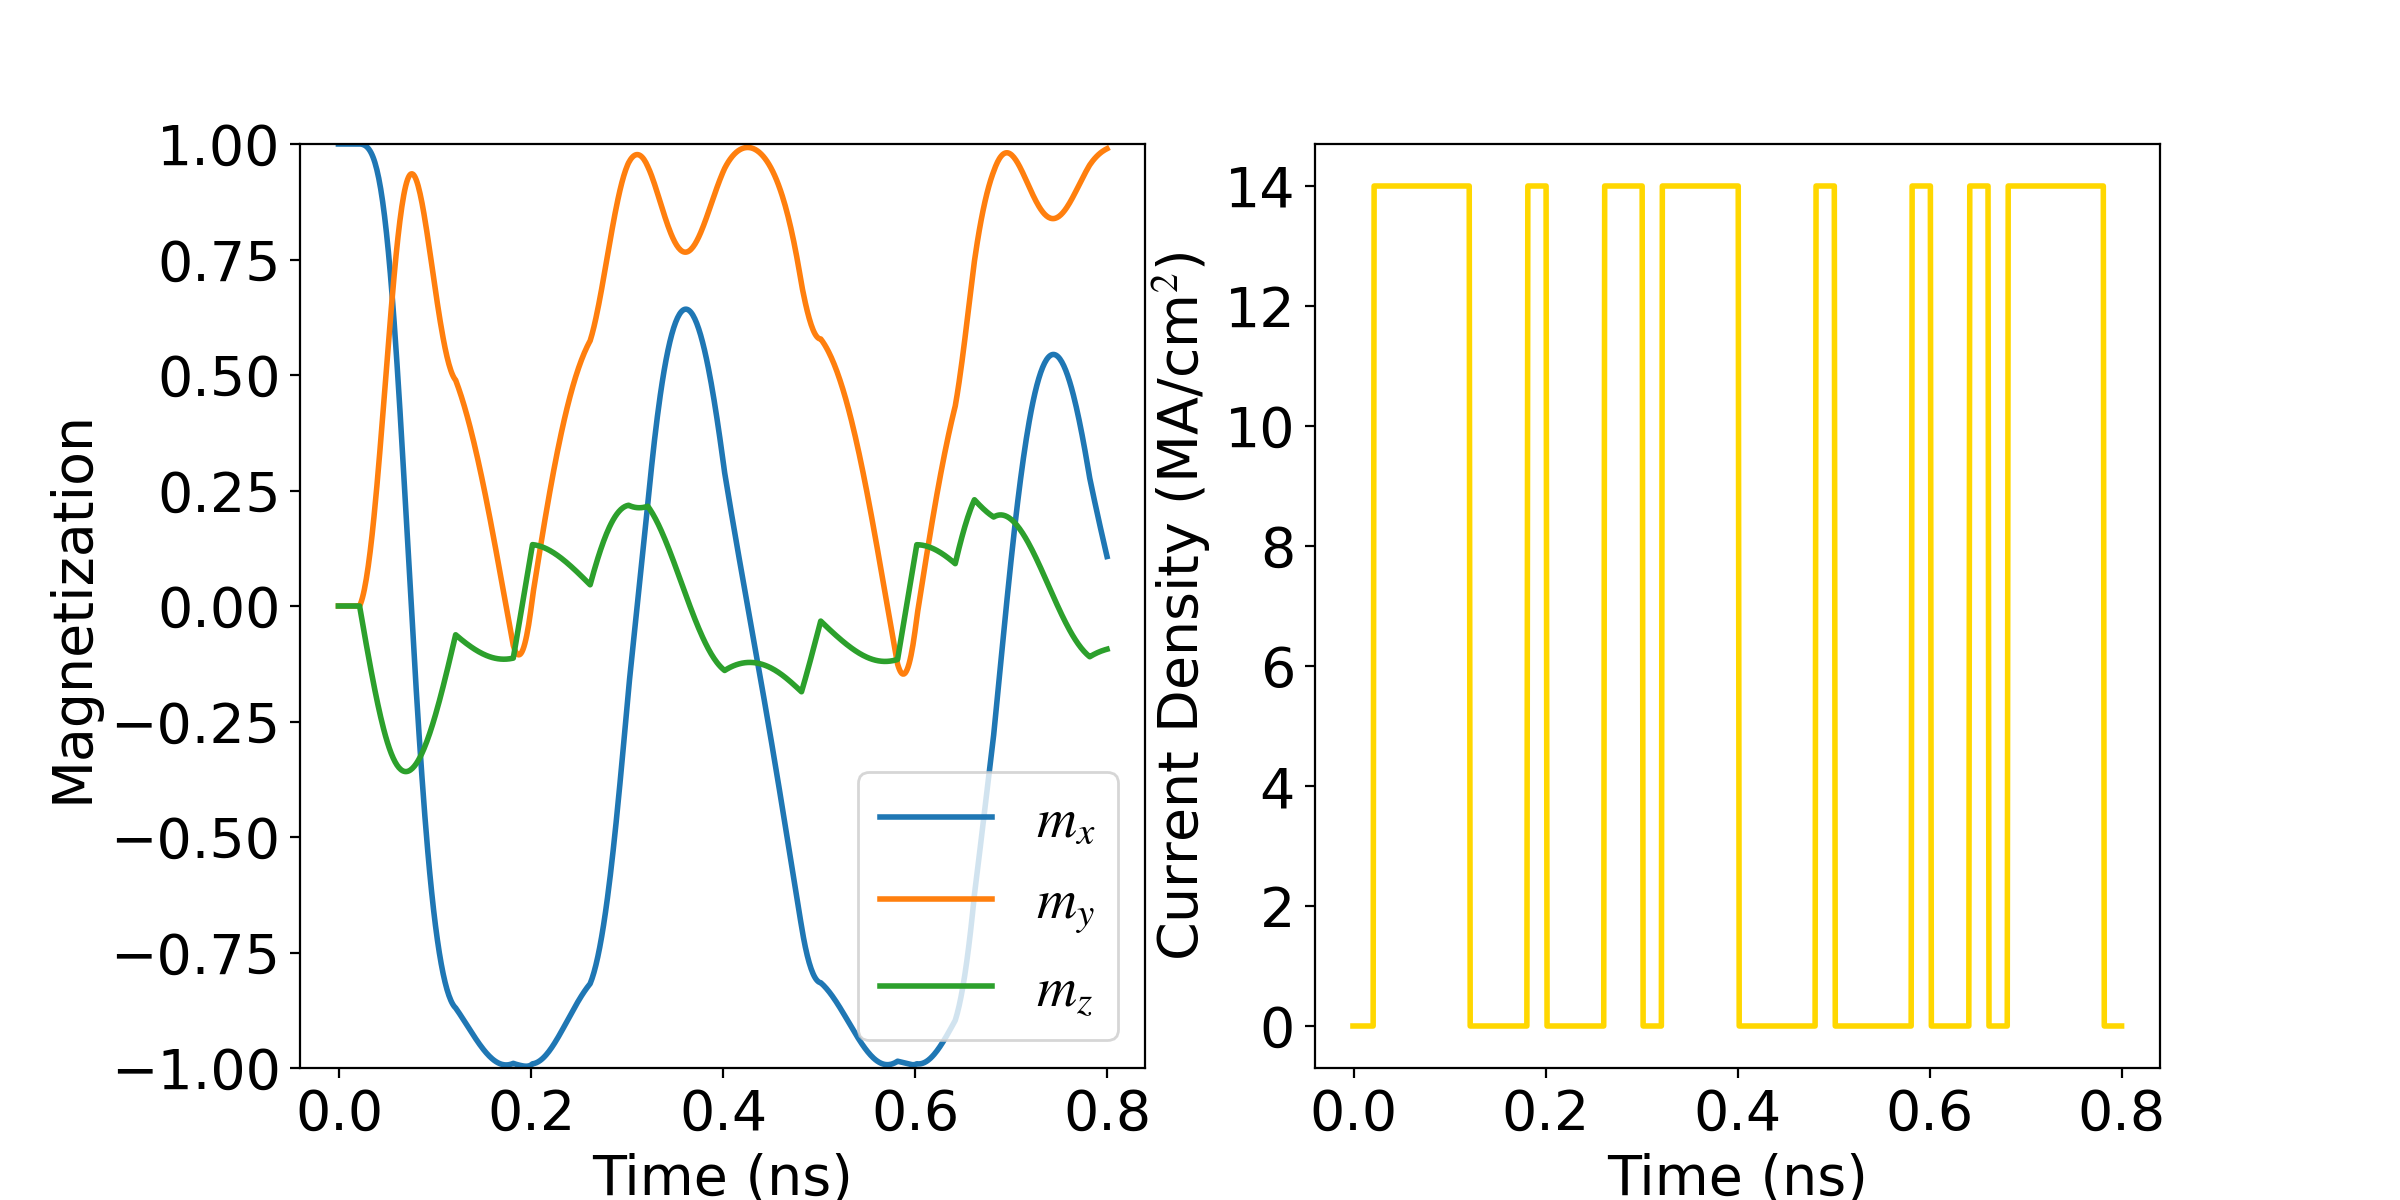 Magnetization
1.00
0.75
0.50
0.25
0.00
−0.25
−0.50
−0.75
−1.00
0.0 0.2 0.4 0.6 0.8
Time (ns)
m_x
m_y
m_z
Current Density (MA/cm²)
14
12
10
8
6
4
2
0
0.0 0.2 0.4 0.6 0.8
Time (ns)